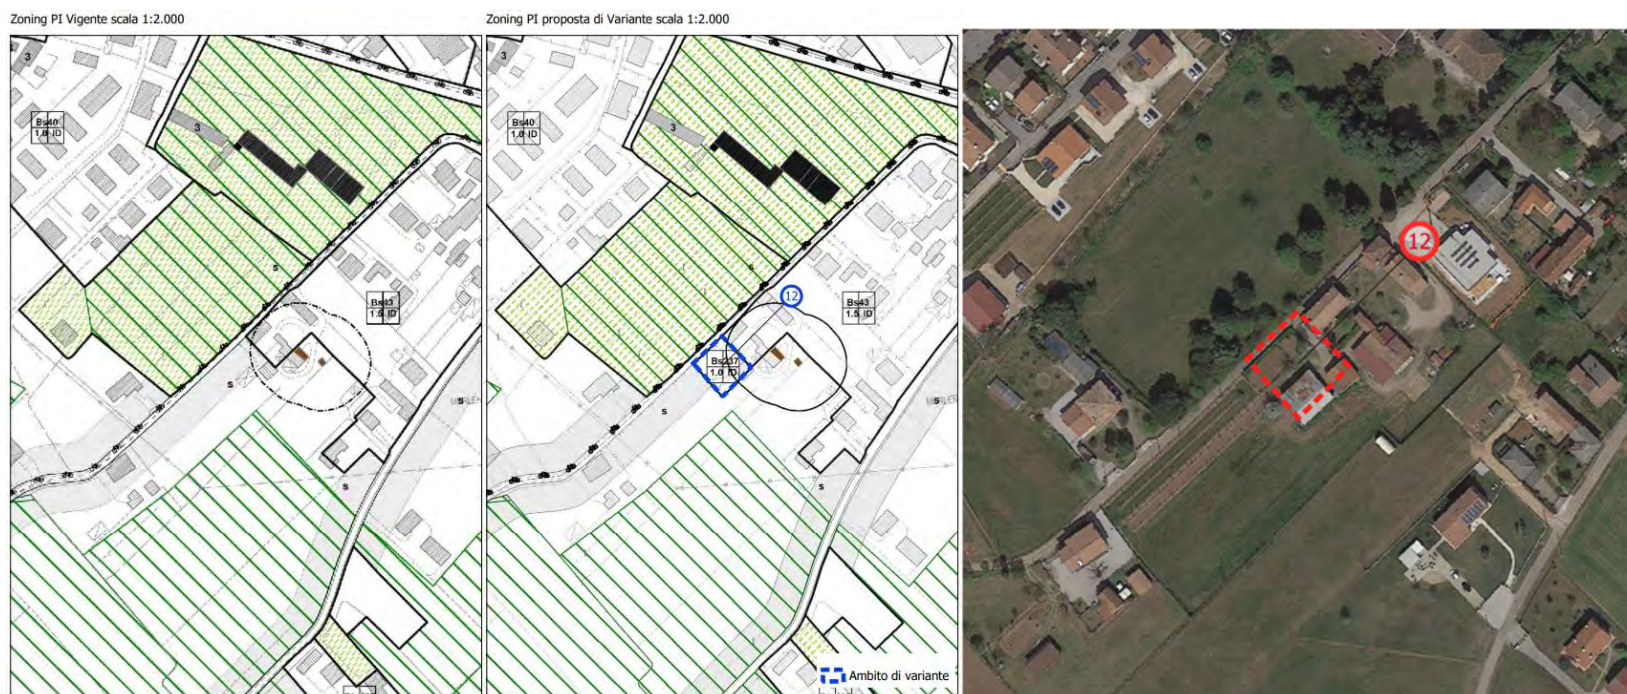 Zoning PI Vigente scala 1:2.000
3
Bs40
1.0 ID
3
s
Bs43
1.5 ID
s
s
s
Zoning PI proposta di Variante scala 1:2.000
3
Bs40
1.0 ID
3
s
12
Bs43
1.5 ID
Bs237
1.0 ID
s
s
s
Ambito di variante
12